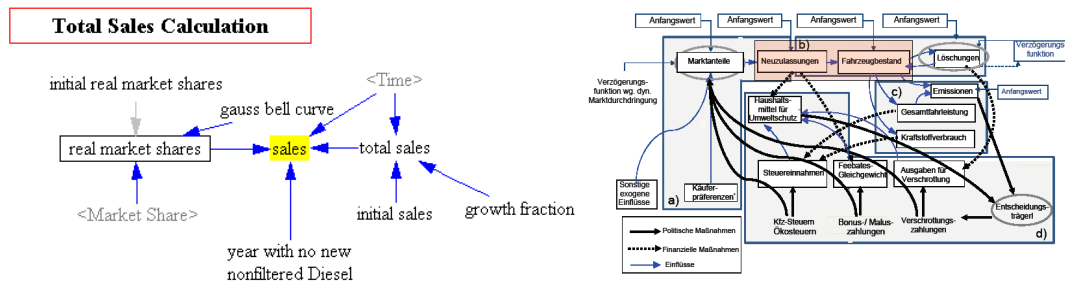 Total Sales Calculation
initial real market shares
<Time>
gauss bell curve
real market shares
sales
total sales
<Market Share>
initial sales
growth fraction
year with no new
nonfiltered Diesel
Anfangswert
Anfangswert
Anfangswert
Anfangswert
b)
Marktanteile
Neuzulassungen
Fahrzeugbestand
Löschungen
Verzögerungs-
funktion
Verzögerungs-
funktion wg. dyn.
Marktdurchdringung
c)
Emissionen
Anfangswert
Haushalts-
mittel für
Umweltschutz
Gesamtfahrleistung
Kraftstoffverbrauch
Steuereinnahmen
Feebates-
Gleichgewicht
Ausgaben für
Verschrottung
Sonstige
exogene
Einflüsse
a)
Käufer-
präferenzen'
Kfz-Steuern
Ökosteuern
Bonus-/ Malus-
zahlungen
Verschrottungs-
zahlungen
Entscheidungs-
trägerl
d)
Politische Maßnahmen
Finanzielle Maßnahmen
Einflüsse